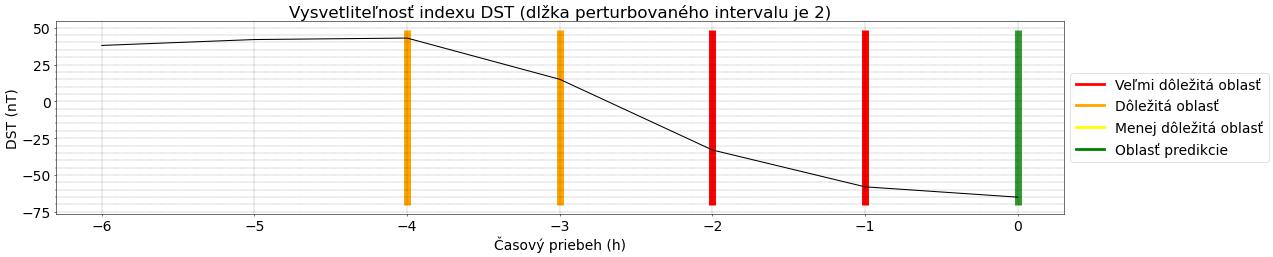 Vysvetliteľnosť indexu DST (dlžka perturbovaného intervalu je 2)
50
25
0
−25
−50
−75
DST (nT)
−6 −5 −4 −3 −2 −1 0
Časový priebeh (h)
Veľmi dôležitá oblasť
Dôležitá oblasť
Menej dôležitá oblasť
Oblasť predikcie